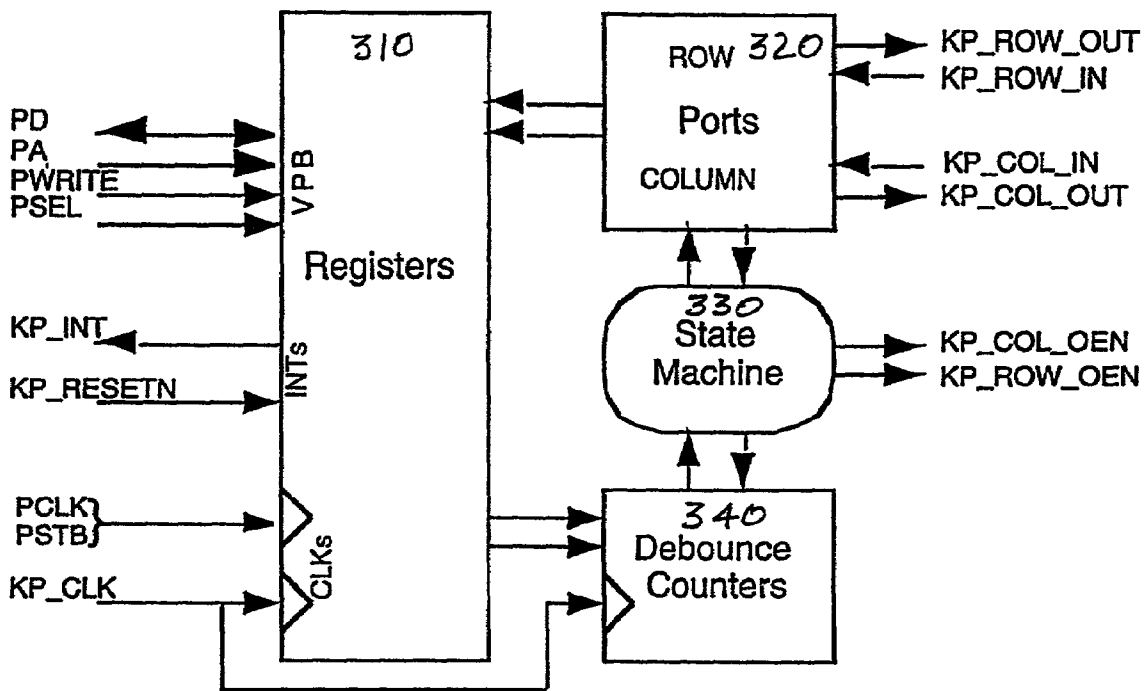 310
PD
PA
PWRITE
PSEL
VPB
Registers
KP_INT
KP_RESETN
INTs
PCLK}
PSTB}
KP_CLK
CLKs
320
ROW
Ports
COLUMN
KP_ROW_OUT
KP_ROW_IN
KP_COL_IN
KP_COL_OUT
330
State
Machine
KP_COL_OEN
KP_ROW_OEN
340
Debounce
Counters